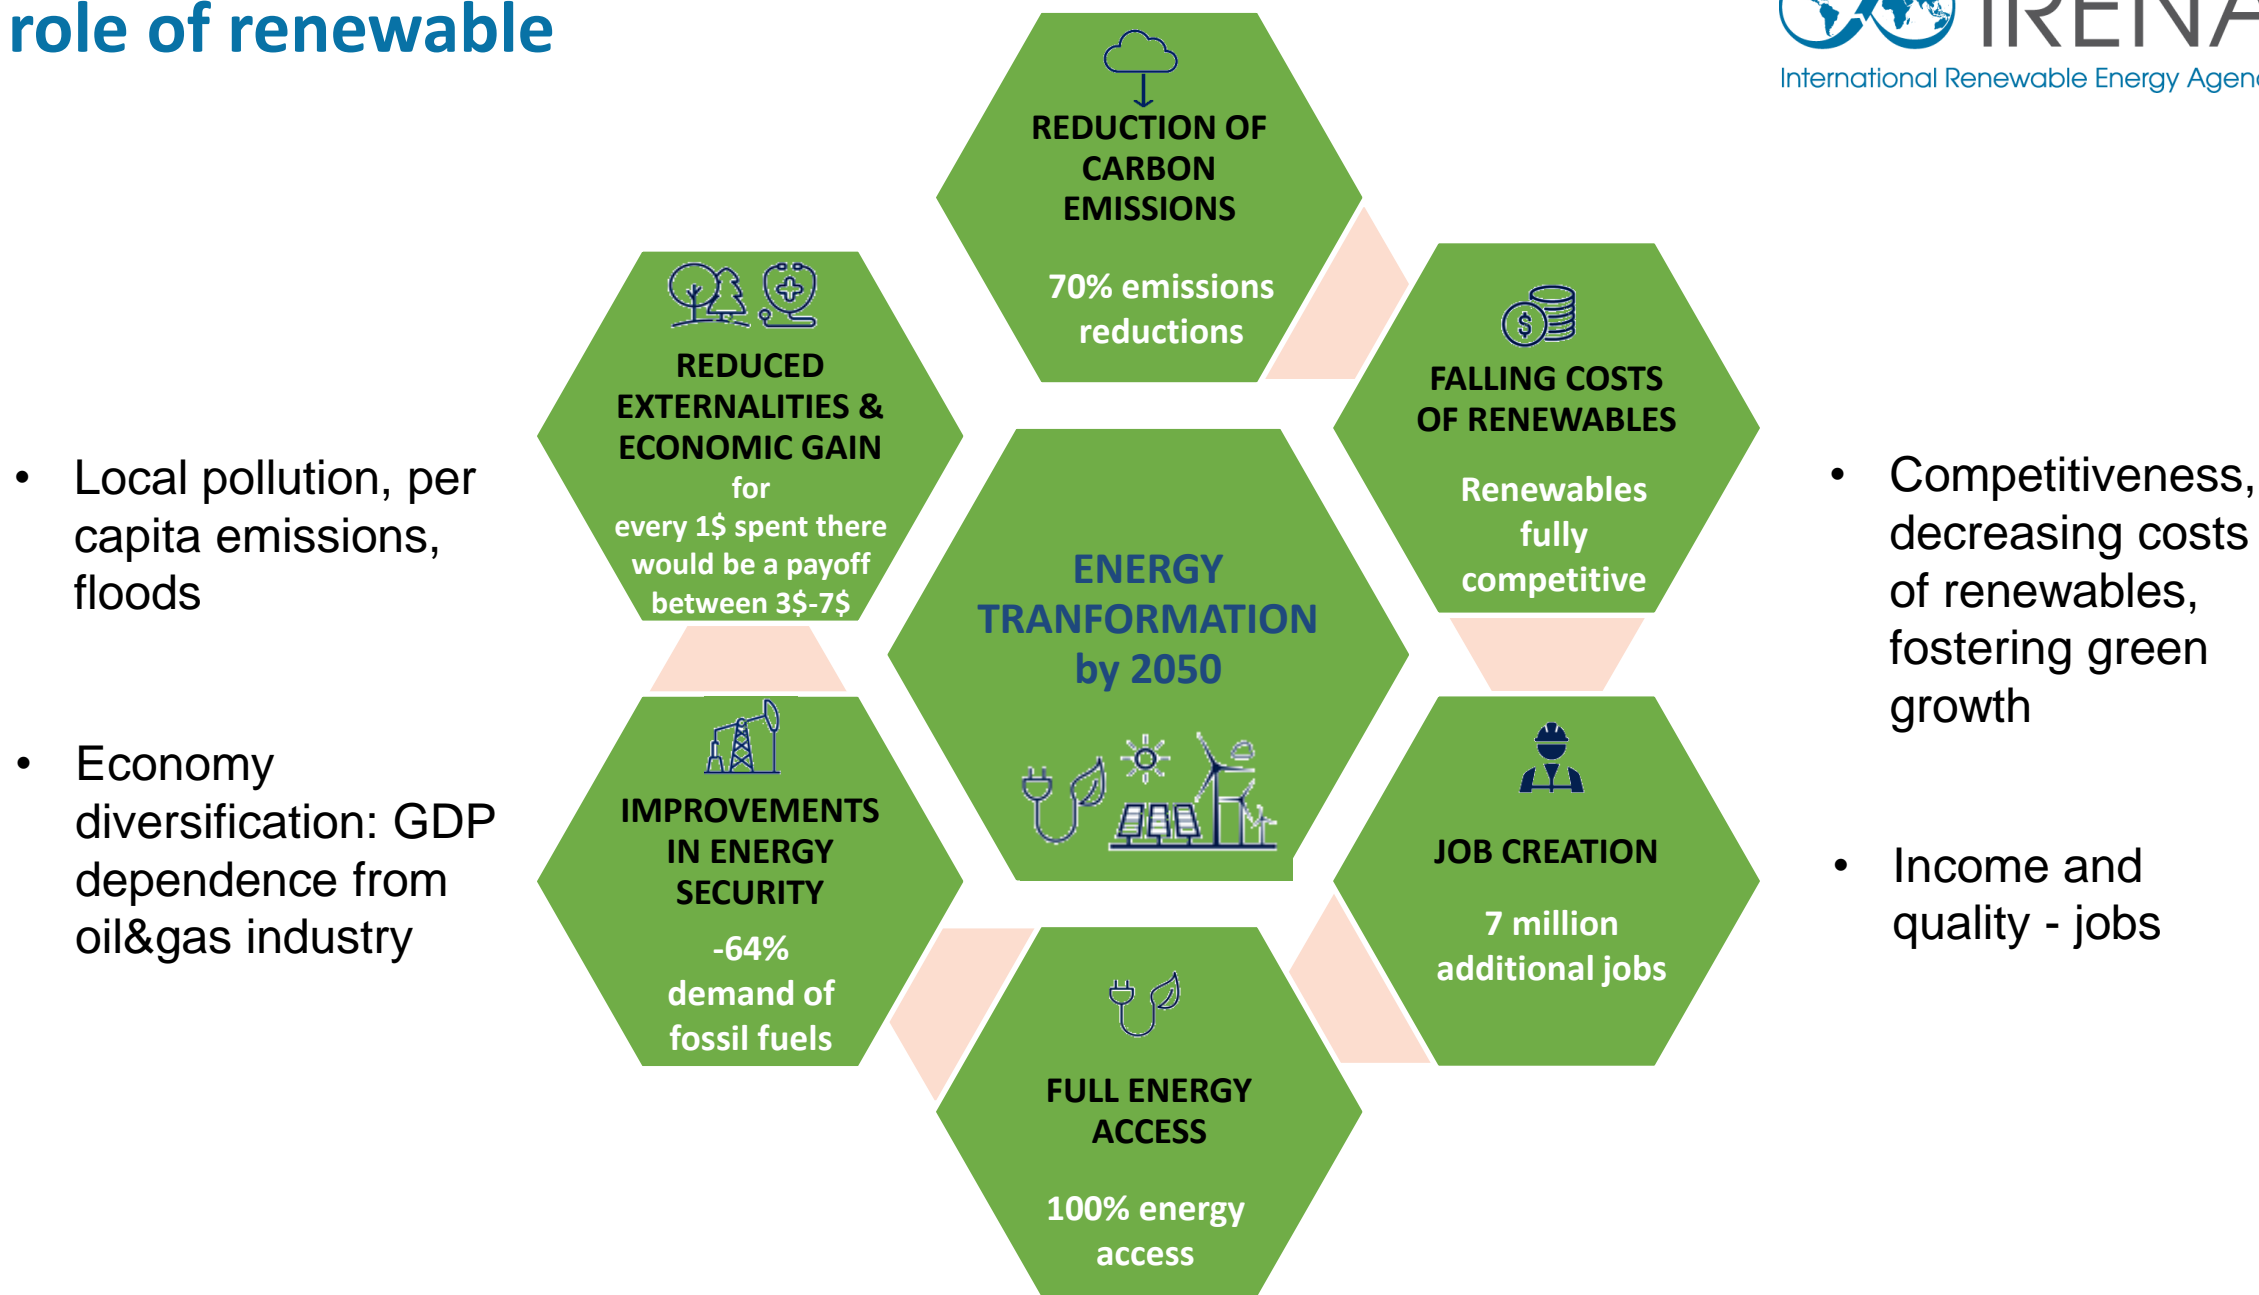 role of renewable
IRENA
International Renewable Energy Agenc
REDUCTION OF
CARBON
EMISSIONS
70% emissions
reductions
REDUCED
EXTERNALITIES &
ECONOMIC GAIN
for
every 1$ spent there
would be a payoff
between 3$-7$
FALLING COSTS
OF RENEWABLES
Renewables
fully
competitive
• Local pollution, per
capita emissions,
floods
• Economy
diversification: GDP
dependence from
oil&gas industry
ENERGY
TRANFORMATION
by 2050
• Competitiveness,
decreasing costs
of renewables,
fostering green
growth
• Income and
quality - jobs
IMPROVEMENTS
IN ENERGY
SECURITY
-64%
demand of
fossil fuels
JOB CREATION
7 million
additional jobs
FULL ENERGY
ACCESS
100% energy
access